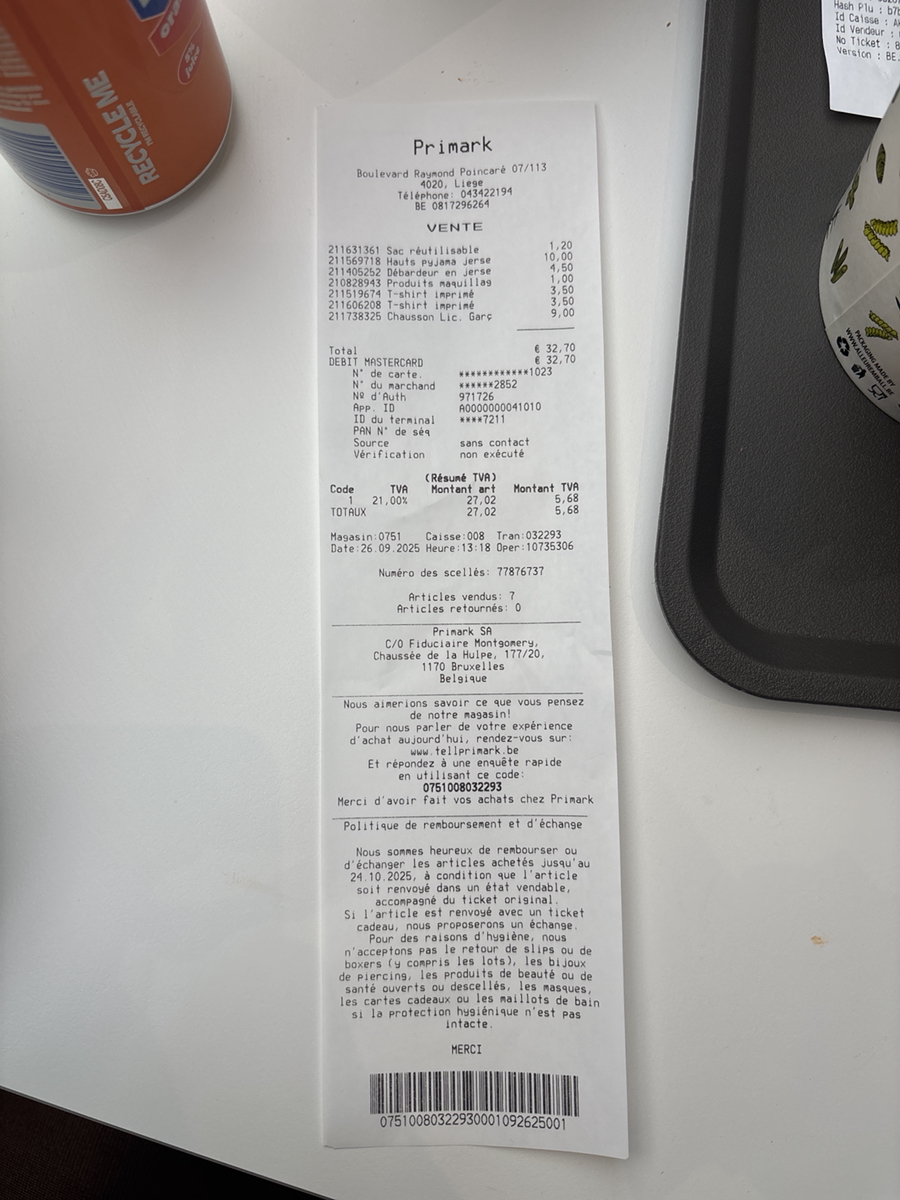 RECYCLE ME
Hash Plu : b7b
Id Caisse : A
Id Vendeur :
No Ticket : 8
Version : BE.
PACKAGING MADE BY
Primark
Boulevard Raymond Poincaré 07/113
4020, Liege
Téléphone: 043422194
BE 0817296264
VENTE
211631361 Sac réutilisable 1,20
211569718 Hauts pyjama jerse 10,00
211405252 Débardeur en jerse 4,50
210828943 Produits maquillag 1,00
211519674 T-shirt imprimé 3,50
211606208 T-shirt imprimé 3,50
211738325 Chausson Lic. Garç 9,00
Total € 32,70
DEBIT MASTERCARD € 32,70
N° de carte. ************1023
N° du marchand ******2852
Nº d'Auth 971726
App. ID A0000000041010
ID du terminal ****7211
PAN N° de séq
Source sans contact
Vérification non exécuté
(Résumé TVA)
Code TVA Montant art Montant TVA
1 21,00% 27,02 5,68
TOTAUX 27,02 5,68
Magasin:0751 Caisse:008 Tran:032293
Date:26.09.2025 Heure:13:18 Oper:10735306
Numéro des scellés: 77876737
Articles vendus: 7
Articles retournés: 0
Primark SA
C/O Fiduciaire Montgomery,
Chaussée de la Hulpe, 177/20,
1170 Bruxelles
Belgique
Nous aimerions savoir ce que vous pensez
de notre magasin!
Pour nous parler de votre expérience
d'achat aujourd'hui, rendez-vous sur:
www.tellprimark.be
Et répondez à une enquête rapide
en utilisant ce code:
0751008032293
Merci d'avoir fait vos achats chez Primark
Politique de remboursement et d'échange
Nous sommes heureux de rembourser ou
d'échanger les articles achetés jusqu'au
24.10.2025, à condition que l'article
soit renvoyé dans un état vendable,
accompagné du ticket original.
Si l'article est renvoyé avec un ticket
cadeau, nous proposerons un échange.
Pour des raisons d'hygiène, nous
n'acceptons pas le retour de slips ou de
boxers (y compris les lots), les bijoux
de piercing, les produits de beauté ou de
santé ouverts ou descellés, les masques,
les cartes cadeaux ou les maillots de bain
si la protection hygiénique n'est pas
intacte.
MERCI
07510080322930001092625001